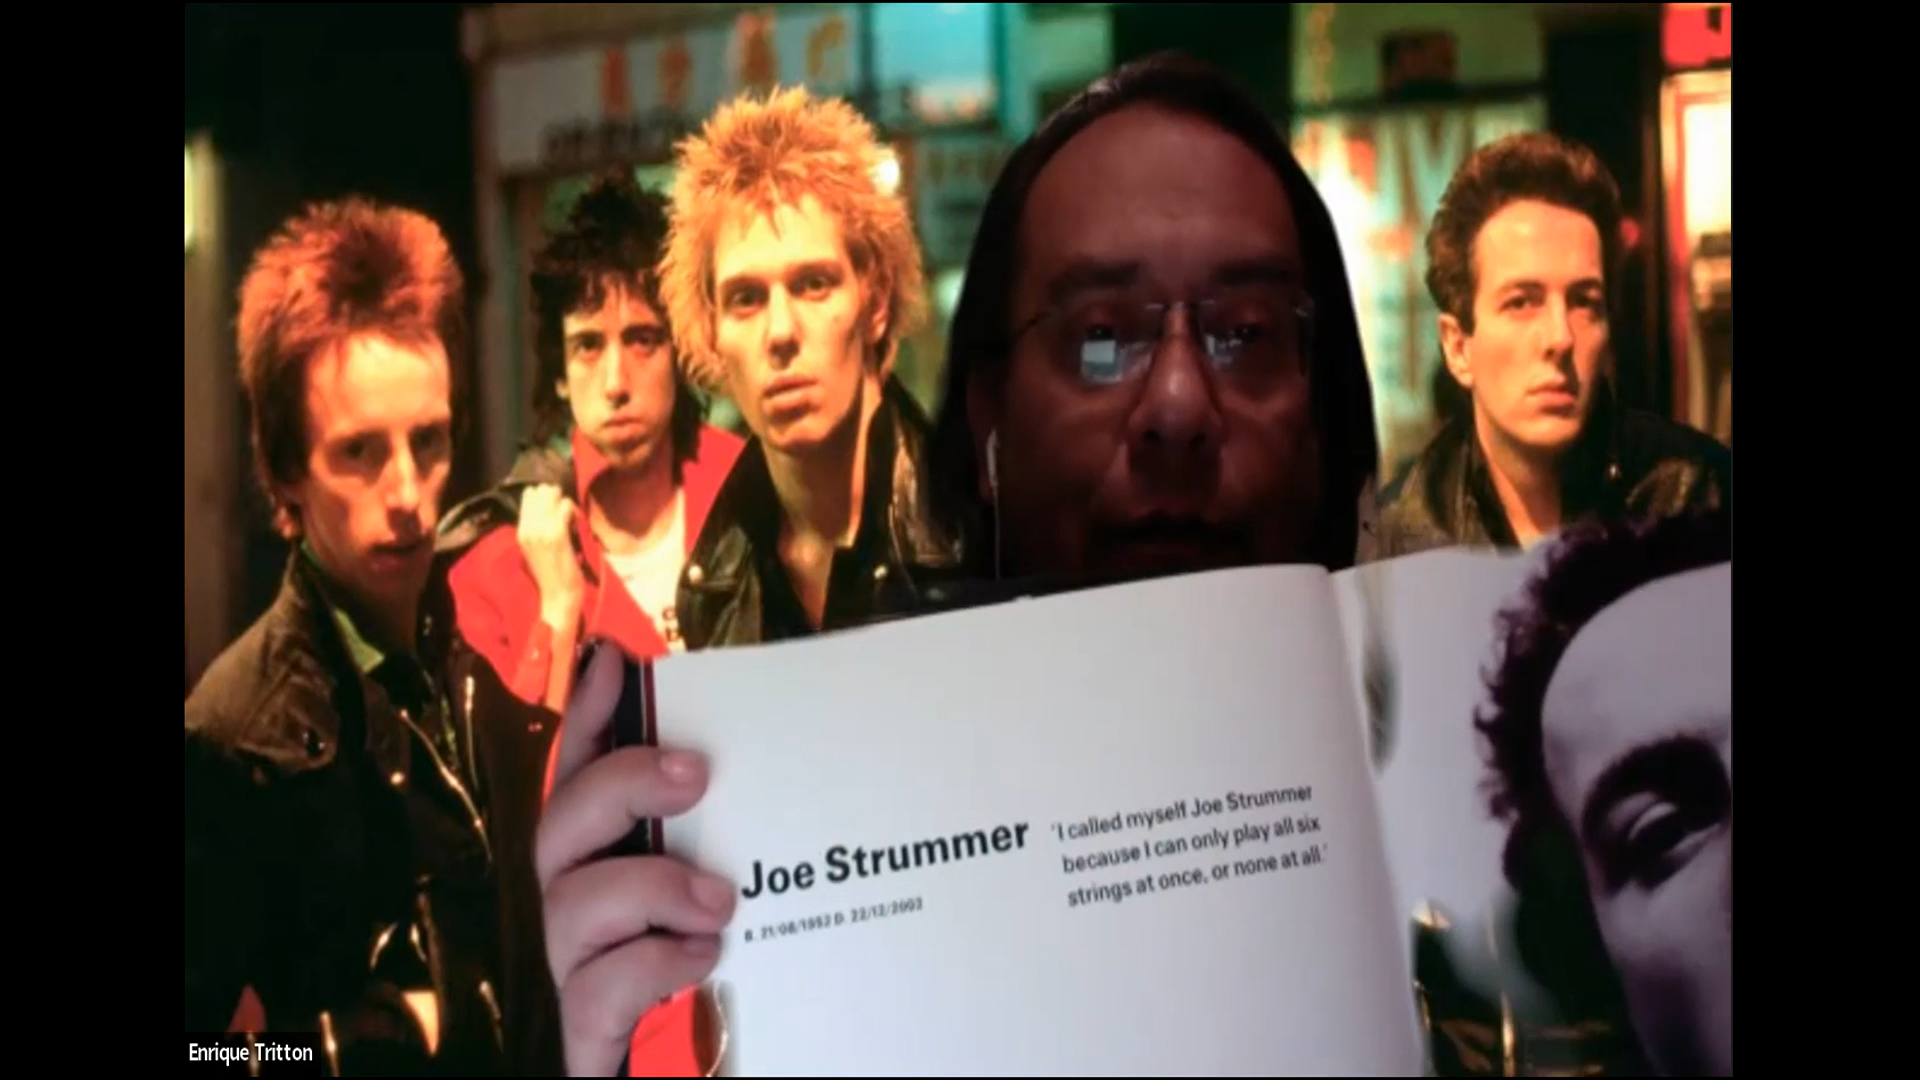 Joe Strummer
B. 21/08/1952 D. 22/12/2002
'I called myself Joe Strummer
because I can only play all six
strings at once, or none at all.'
Enrique Tritton